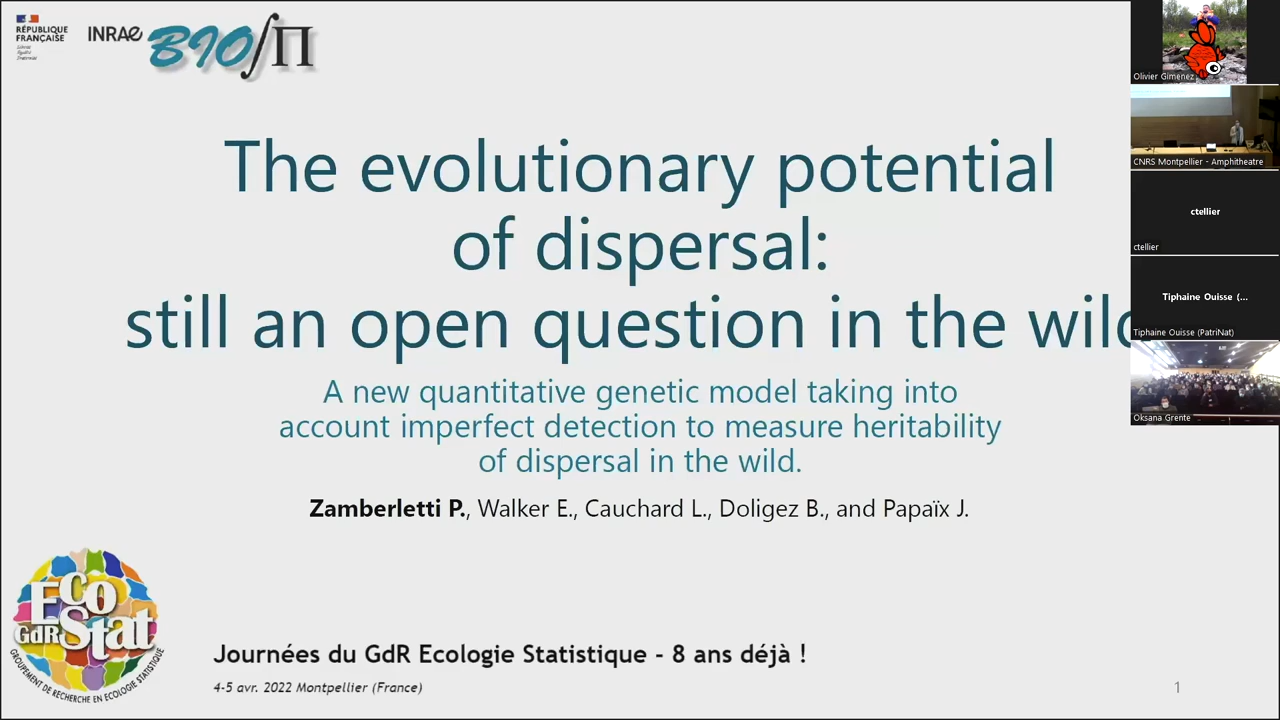 RÉPUBLIQUE
FRANÇAISE
Liberté
Égalité
Fraternité
INRAE
BIO∫Π
The evolutionary potential
of dispersal:
still an open question in the wild
A new quantitative genetic model taking into
account imperfect detection to measure heritability
of dispersal in the wild.
Zamberletti P., Walker E., Cauchard L., Doligez B., and Papaïx J.
EcoStat
GdR
GROUPEMENT DE RECHERCHE EN ECOLOGIE STATISTIQUE
Journées du GdR Ecologie Statistique - 8 ans déjà !
4-5 avr. 2022 Montpellier (France)
1
Olivier Gimenez
CNRS Montpellier - Amphitheatre
ctellier
ctellier
Tiphaine Ouisse (...
Tiphaine Ouisse (PatriNat)
Oksana Grente